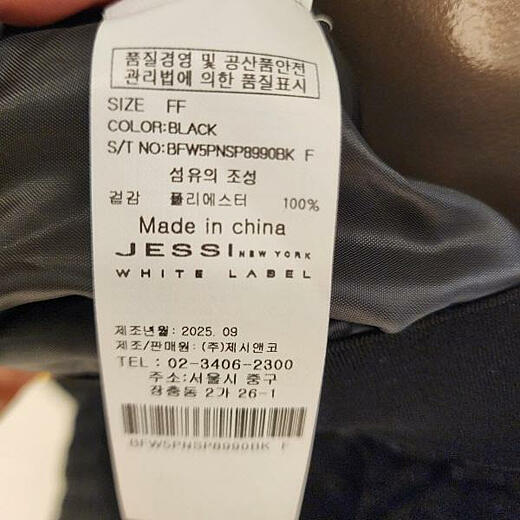 품질경영 및 공산품안전
관리법에 의한 품질표시
SIZE FF
COLOR:BLACK
S/T NO:BFW5PNSP8990BK F
섬유의 조성
겉감 폴리에스터 100%
Made in china
JESSI NEW YORK
WHITE LABEL
제조년월: 2025. 09
제조/판매원: (주)제시앤코
TEL : 02-3406-2300
주소:서울시 중구
장충동 2가 26-1
BFW5PNSP8990BK F